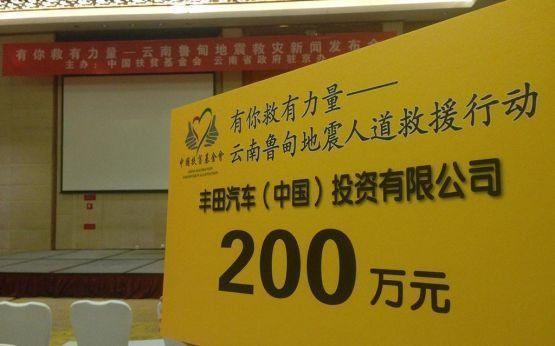 有你救有力量——云南鲁甸地震救灾新闻发布会
主办：中国扶贫基金会 云南省政府驻京办
有你救有力量——
云南鲁甸地震人道救援行动
中国扶贫基金会
丰田汽车（中国）投资有限公司
200万元